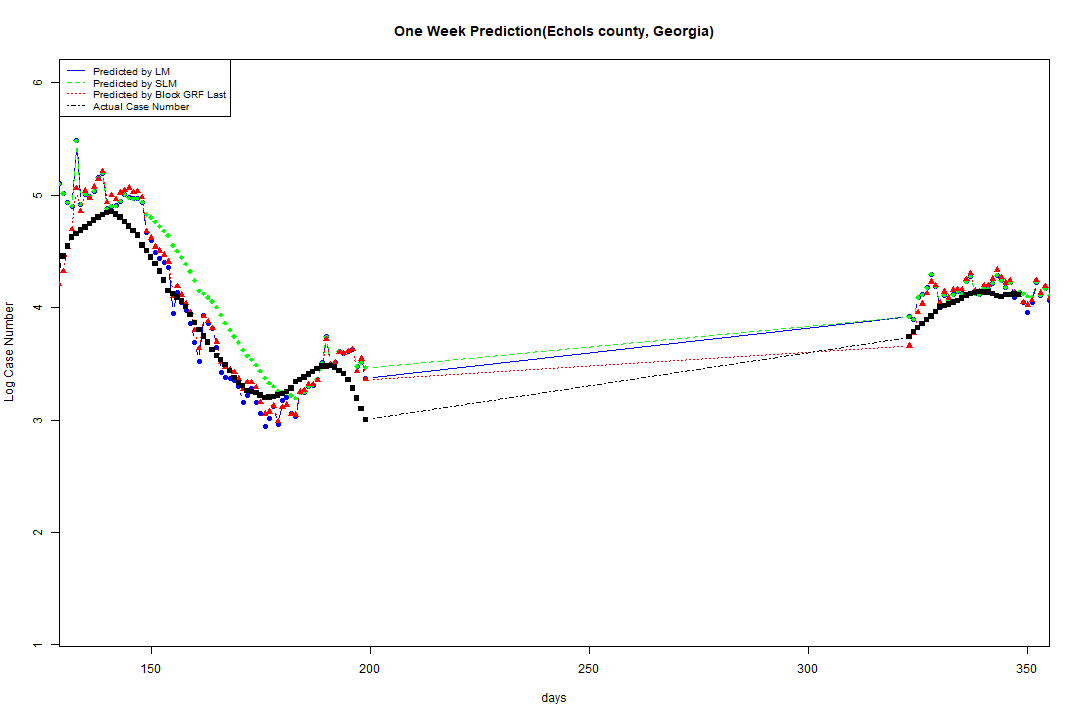 One Week Prediction(Echols county, Georgia)
Predicted by LM
Predicted by SLM
Predicted by Block GRF Last
Actual Case Number
6
5
4
3
2
1
Log Case Number
150 200 250 300 350
days